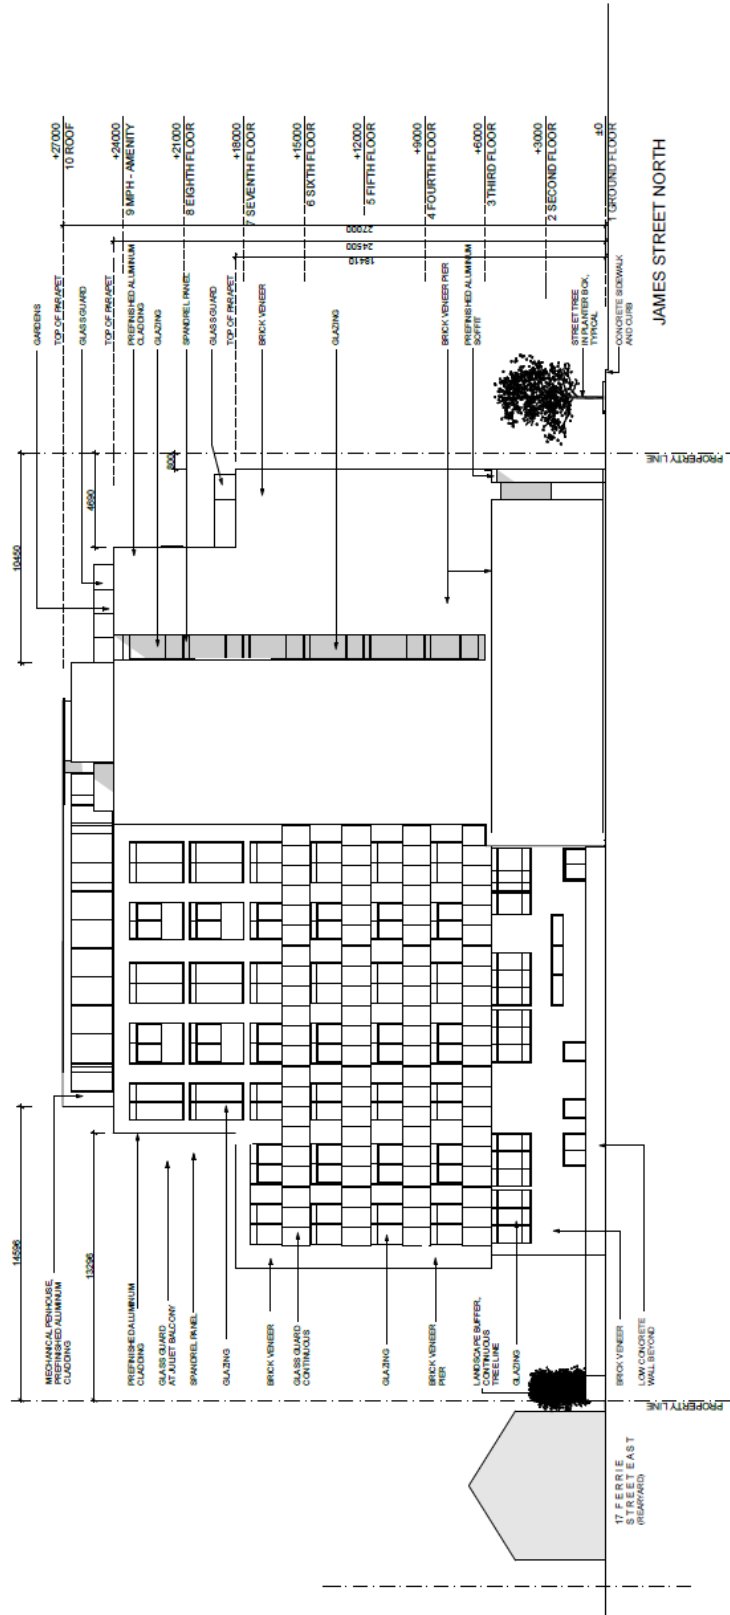 +27000
10 ROOF
+24000
9 MPH - AMENITY
+21000
8 EIGHTH FLOOR
+18000
7 SEVENTH FLOOR
+15000
6 SIXTH FLOOR
+12000
5 FIFTH FLOOR
+9000
4 FOURTH FLOOR
+6000
3 THIRD FLOOR
+3000
2 SECOND FLOOR
±0
1 GROUND FLOOR
27000
24500
18410
JAMES STREET NORTH
GARDENS
TOP OF PARAPET
GLASS GUARD
TOP OF PARAPET
PREFINISHED ALUMINUM
CLADDING
GLAZING
SPANDREL PANEL
GLASS GUARD
TOP OF PARAPET
BRICK VENEER
GLAZING
BRICK VENEER PIER
PREFINISHED ALUMINUM
SOFFIT
STREET TREE
IN PLANTER BOX,
TYPICAL
CONCRETE SIDEWALK
AND CURB
PROPERTY LINE
10450
4690
800
14596
13296
MECHANICAL PENHOUSE,
PREFINISHED ALUMINUM
CLADDING
PREFINISHED ALUMINUM
CLADDING
GLASS GUARD
AT JULIET BALCONY
SPANDREL PANEL
GLAZING
BRICK VENEER
GLASS GUARD
CONTINUOUS
GLAZING
BRICK VENEER
PIER
LANDSCAPE BUFFER,
CONTINUOUS
TREE LINE
GLAZING
BRICK VENEER
LOW CONCRETE
WALL BEYOND
PROPERTY LINE
17 FERRIE
STREET EAST
(REARYARD)